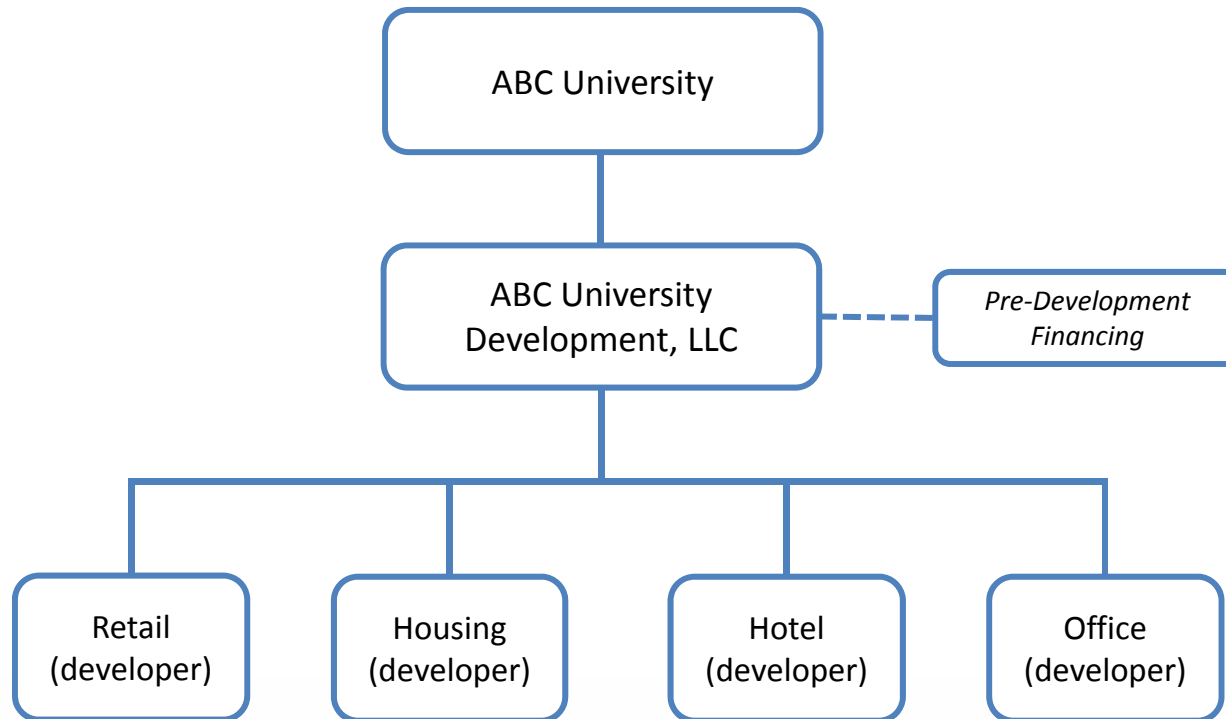 ABC University
ABC University
Development, LLC
Pre-Development
Financing
Retail
(developer)
Housing
(developer)
Hotel
(developer)
Office
(developer)